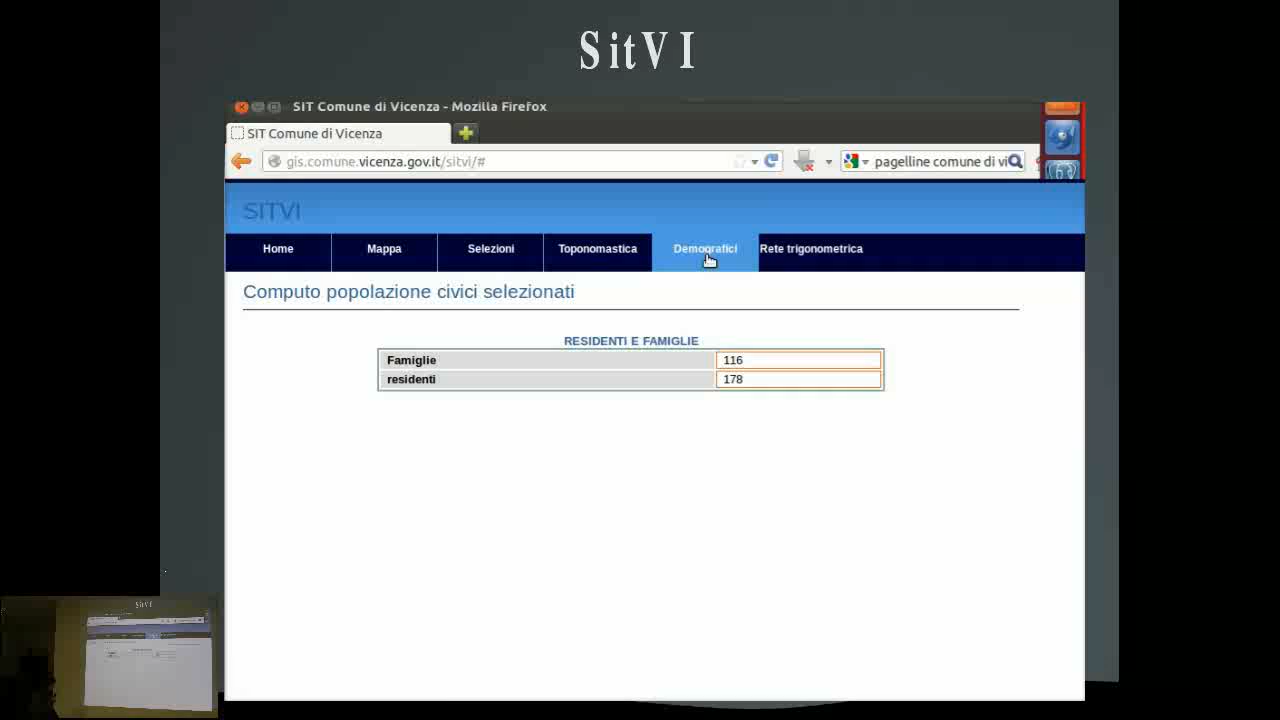 SitVI
SIT Comune di Vicenza - Mozilla Firefox
SIT Comune di Vicenza
gis.comune.vicenza.gov.it/sitvi/#
pagelline comune di vi
SITVI
Home
Mappa
Selezioni
Toponomastica
Demografici
Rete trigonometrica
Computo popolazione civici selezionati
RESIDENTI E FAMIGLIE
Famiglie 116
residenti 178
SitVI